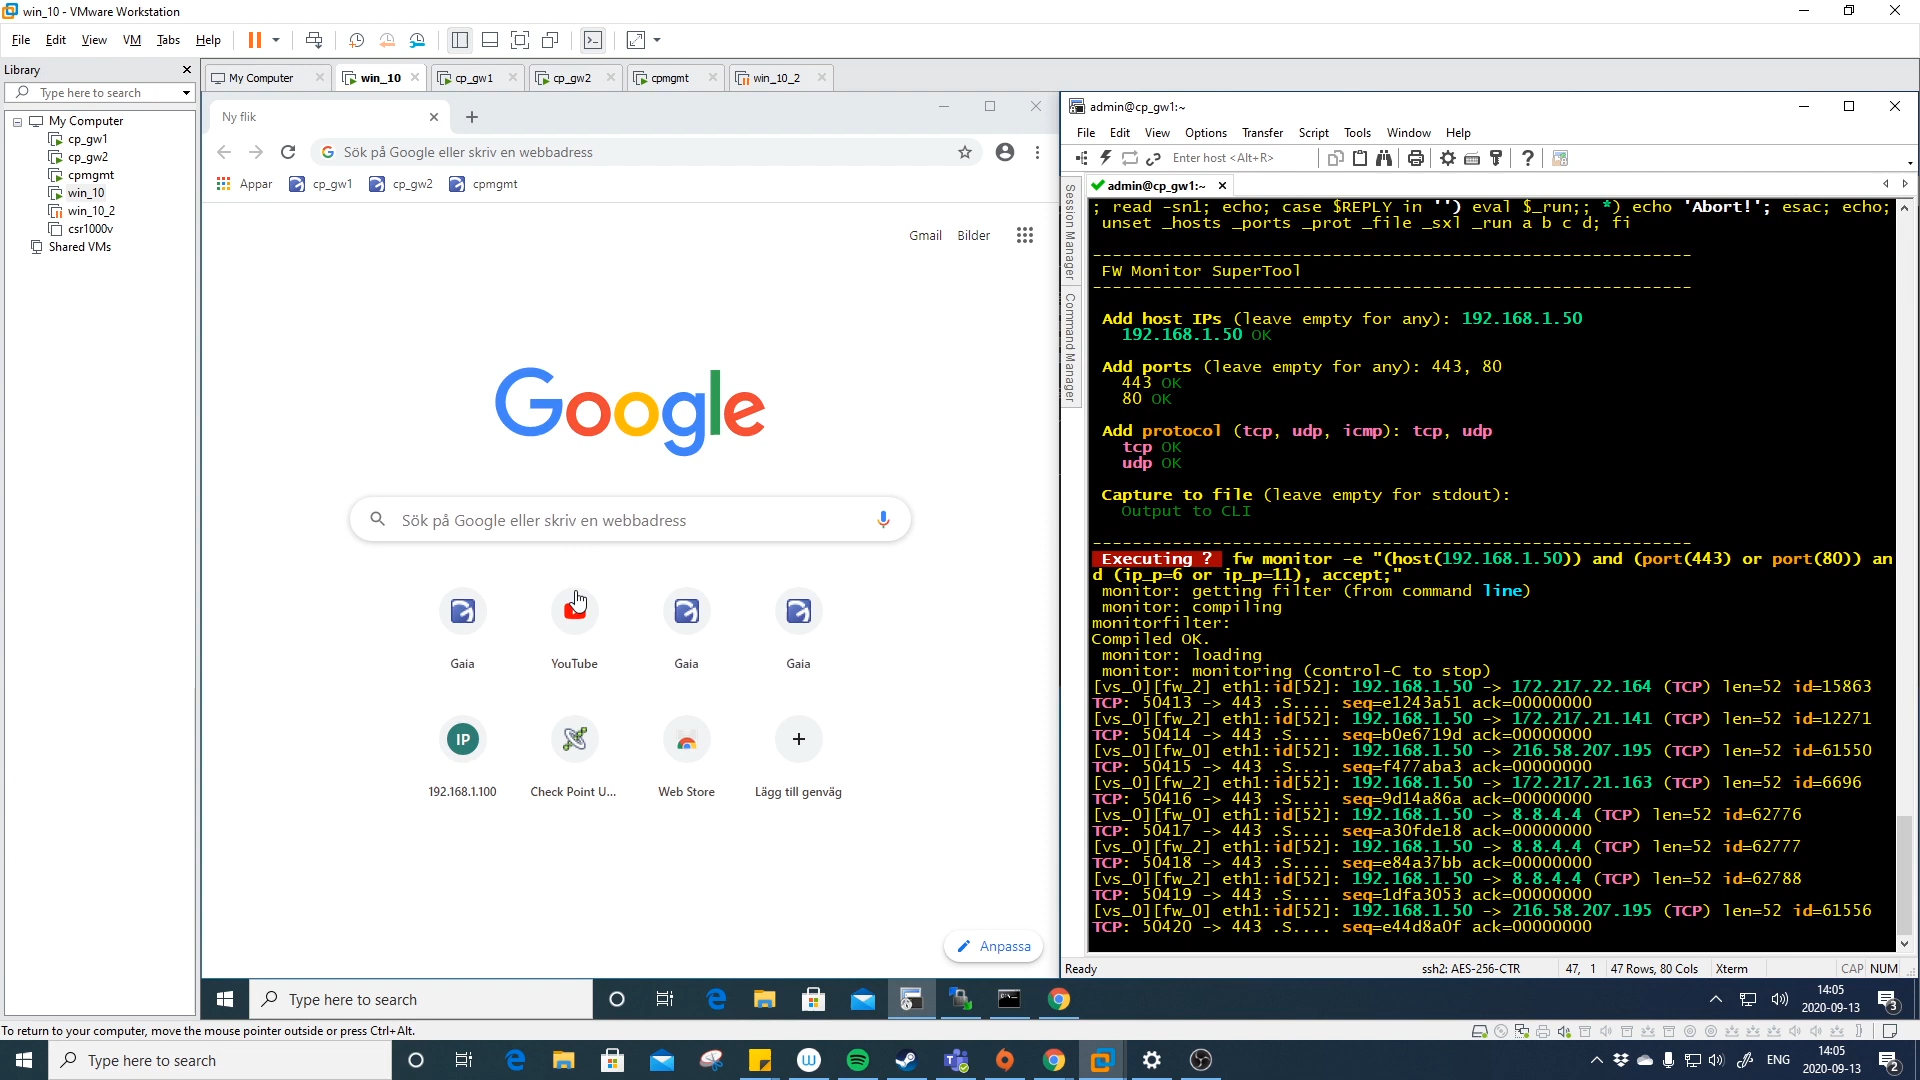 win_10 - VMware Workstation
File Edit View VM Tabs Help
Library
Type here to search
My Computer
cp_gw1
cp_gw2
cpmgmt
win_10
win_10_2
csr1000v
Shared VMs
My Computer win_10 cp_gw1 cp_gw2 cpmgmt win_10_2
Ny flik
Sök på Google eller skriv en webbadress
Appar cp_gw1 cp_gw2 cpmgmt
Gmail Bilder
Google
Sök på Google eller skriv en webbadress
Gaia YouTube Gaia Gaia
IP
192.168.1.100 Check Point U... Web Store Lägg till genväg
Anpassa
admin@cp_gw1:~
File Edit View Options Transfer Script Tools Window Help
Enter host <Alt+R>
Session Manager
Command Manager
admin@cp_gw1:~
; read -sn1; echo; case $REPLY in '') eval $_run;; *) echo 'Abort!'; esac; echo;
unset _hosts _ports _prot _file _sxl _run a b c d; fi
------------------------------------------------------------
FW Monitor SuperTool
------------------------------------------------------------
Add host IPs (leave empty for any): 192.168.1.50
192.168.1.50 OK
Add ports (leave empty for any): 443, 80
443 OK
80 OK
Add protocol (tcp, udp, icmp): tcp, udp
tcp OK
udp OK
Capture to file (leave empty for stdout):
Output to CLI
------------------------------------------------------------
Executing ? fw monitor -e "(host(192.168.1.50)) and (port(443) or port(80)) an
d (ip_p=6 or ip_p=11), accept;"
monitor: getting filter (from command line)
monitor: compiling
monitorfilter:
Compiled OK.
monitor: loading
monitor: monitoring (control-C to stop)
[vs_0][fw_2] eth1:id[52]: 192.168.1.50 -> 172.217.22.164 (TCP) len=52 id=15863
TCP: 50413 -> 443 .S.... seq=e1243a51 ack=00000000
[vs_0][fw_2] eth1:id[52]: 192.168.1.50 -> 172.217.21.141 (TCP) len=52 id=12271
TCP: 50414 -> 443 .S.... seq=b0e6719d ack=00000000
[vs_0][fw_2] eth1:id[52]: 192.168.1.50 -> 216.58.207.195 (TCP) len=52 id=61550
TCP: 50415 -> 443 .S.... seq=f477aba3 ack=00000000
[vs_0][fw_2] eth1:id[52]: 192.168.1.50 -> 172.217.21.163 (TCP) len=52 id=6696
TCP: 50416 -> 443 .S.... seq=9d14a86a ack=00000000
[vs_0][fw_0] eth1:id[52]: 192.168.1.50 -> 8.8.4.4 (TCP) len=52 id=62776
TCP: 50417 -> 443 .S.... seq=a30fde18 ack=00000000
[vs_0][fw_2] eth1:id[52]: 192.168.1.50 -> 8.8.4.4 (TCP) len=52 id=62777
TCP: 50418 -> 443 .S.... seq=e84a37bb ack=00000000
[vs_0][fw_2] eth1:id[52]: 192.168.1.50 -> 8.8.4.4 (TCP) len=52 id=62788
TCP: 50419 -> 443 .S.... seq=1dfa3053 ack=00000000
[vs_0][fw_0] eth1:id[52]: 192.168.1.50 -> 216.58.207.195 (TCP) len=52 id=61556
TCP: 50420 -> 443 .S.... seq=e44d8a0f ack=00000000
Ready ssh2: AES-256-CTR 47, 1 47 Rows, 80 Cols Xterm CAP NUM
Type here to search
14:05
2020-09-13
3
To return to your computer, move the mouse pointer outside or press Ctrl+Alt.
Type here to search
ENG
14:05
2020-09-13
2